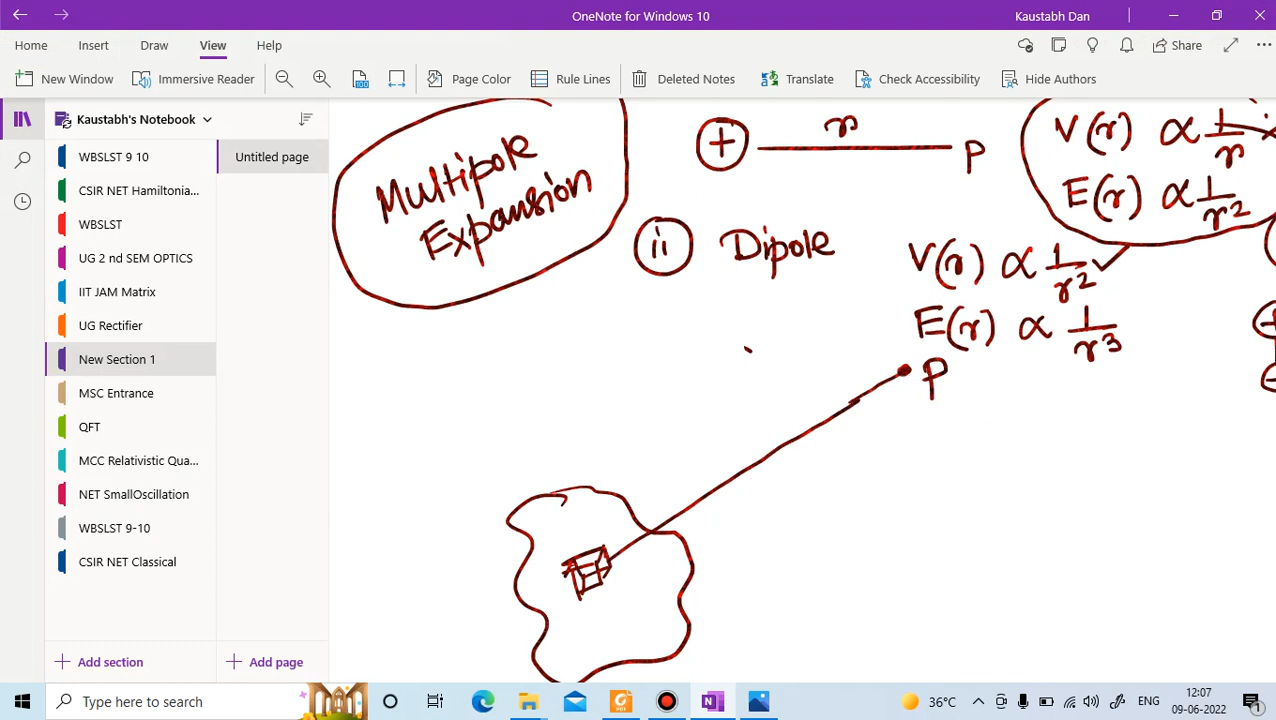 OneNote for Windows 10
Kaustabh Dan
Home
Insert
Draw
View
Help
Share
New Window
Immersive Reader
Page Color
Rule Lines
Deleted Notes
Translate
Check Accessibility
Hide Authors
Kaustabh's Notebook
WBSLST 9 10
CSIR NET Hamiltonia...
WBSLST
UG 2 nd SEM OPTICS
IIT JAM Matrix
UG Rectifier
New Section 1
MSC Entrance
QFT
MCC Relativistic Qua...
NET SmallOscillation
WBSLST 9-10
CSIR NET Classical
Add section
Untitled page
Add page
Multipole
Expansion
+ r P
V(r) ∝ 1/r
E(r) ∝ 1/r²
ii Dipole
V(r) ∝ 1/r² ✓
E(r) ∝ 1/r³
P
Type here to search
36°C
ENG
12:07
09-06-2022